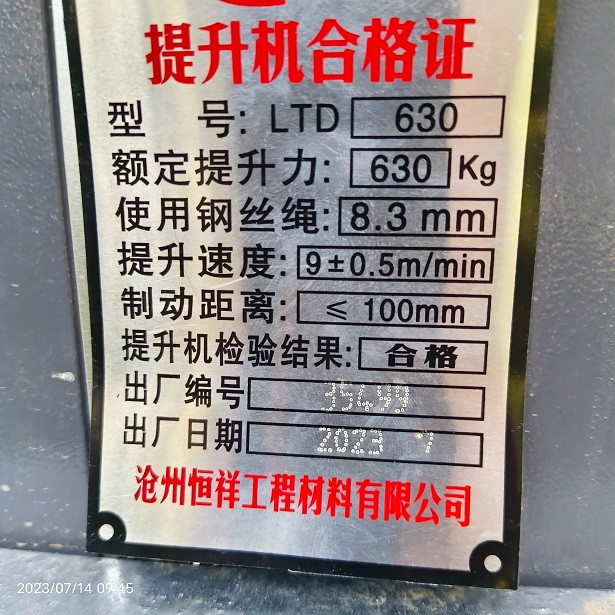 提升机合格证
型 号: LTD 630
额定提升力: 630 Kg
使用钢丝绳: 8.3 mm
提升速度: 9±0.5m/min
制动距离: ≤ 100mm
提升机检验结果: 合格
出厂编号 35499
出厂日期 2023 7
沧州恒祥工程材料有限公司
2023/07/14 09:45